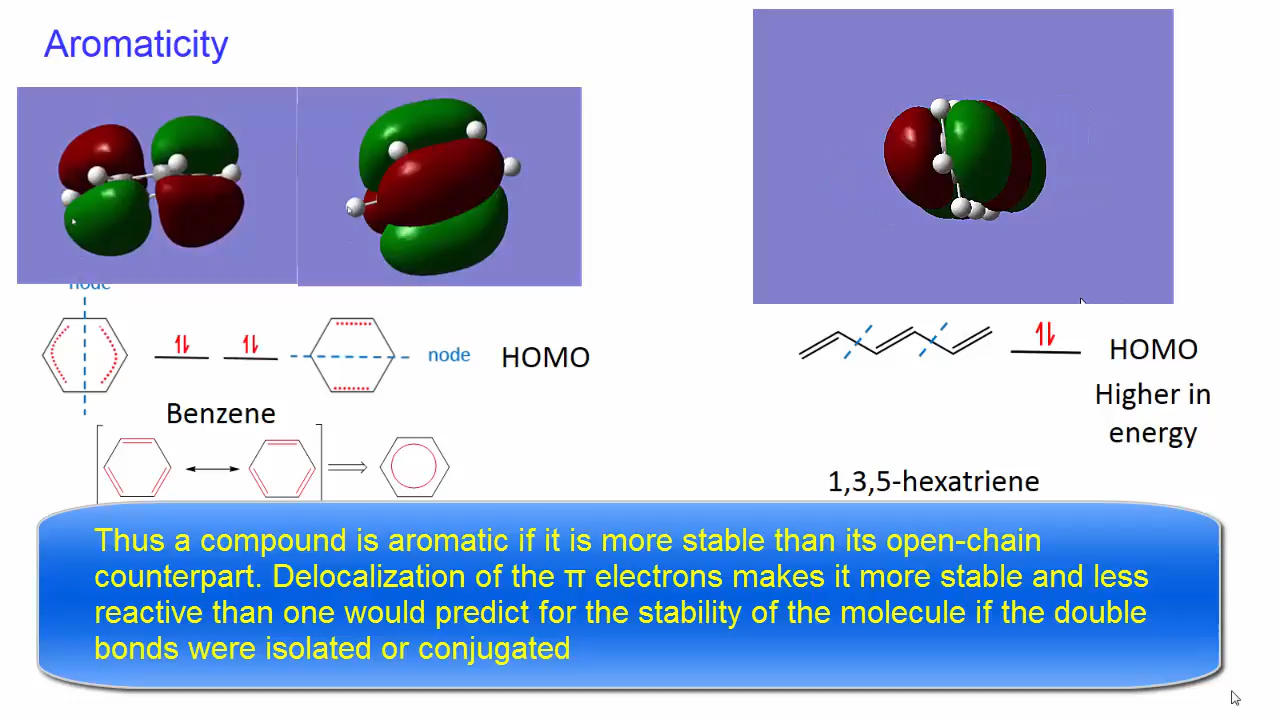 Aromaticity
node
node
HOMO
Benzene
HOMO
Higher in
energy
1,3,5-hexatriene
Thus a compound is aromatic if it is more stable than its open-chain
counterpart. Delocalization of the π electrons makes it more stable and less
reactive than one would predict for the stability of the molecule if the double
bonds were isolated or conjugated